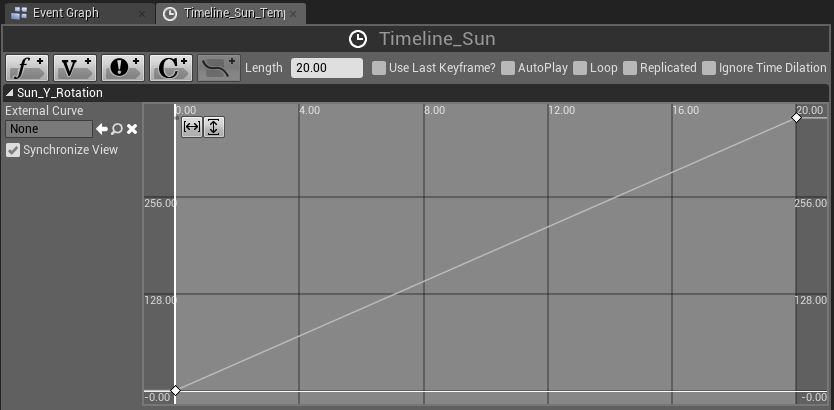 Event Graph
Timeline_Sun_Temp
Timeline_Sun
f V ! C Length 20.00 Use Last Keyframe? AutoPlay Loop Replicated Ignore Time Dilation
Sun_Y_Rotation
External Curve
None
Synchronize View
0.00 4.00 8.00 12.00 16.00 20.00
256.00 256.00
128.00 128.00
-0.00 -0.00